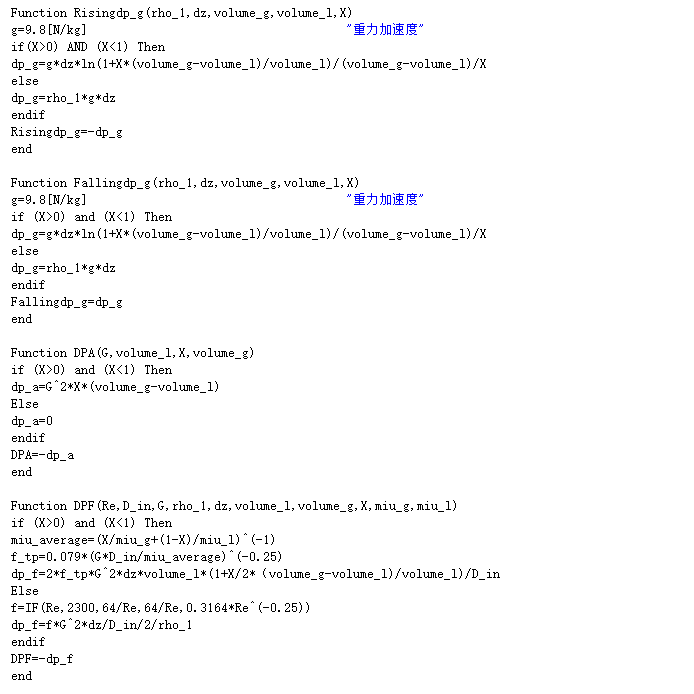 Function Risingdp_g(rho_1,dz,volume_g,volume_l,X)
g=9.8[N/kg] "重力加速度"
if(X>0) AND (X<1) Then
dp_g=g*dz*ln(1+X*(volume_g-volume_l)/volume_l)/(volume_g-volume_l)/X
else
dp_g=rho_1*g*dz
endif
Risingdp_g=-dp_g
end
Function Fallingdp_g(rho_1,dz,volume_g,volume_l,X)
g=9.8[N/kg] "重力加速度"
if (X>0) and (X<1) Then
dp_g=g*dz*ln(1+X*(volume_g-volume_l)/volume_l)/(volume_g-volume_l)/X
else
dp_g=rho_1*g*dz
endif
Fallingdp_g=dp_g
end
Function DPA(G,volume_l,X,volume_g)
if (X>0) and (X<1) Then
dp_a=G^2*X*(volume_g-volume_l)
Else
dp_a=0
endif
DPA=-dp_a
end
Function DPF(Re,D_in,G,rho_1,dz,volume_l,volume_g,X,miu_g,miu_l)
if (X>0) and (X<1) Then
miu_average=(X/miu_g+(1-X)/miu_l)^(-1)
f_tp=0.079*(G*D_in/miu_average)^(-0.25)
dp_f=2*f_tp*G^2*dz*volume_l*(1+X/2*（volume_g-volume_l)/volume_l)/D_in
Else
f=IF(Re,2300,64/Re,64/Re,0.3164*Re^(-0.25))
dp_f=f*G^2*dz/D_in/2/rho_1
endif
DPF=-dp_f
end